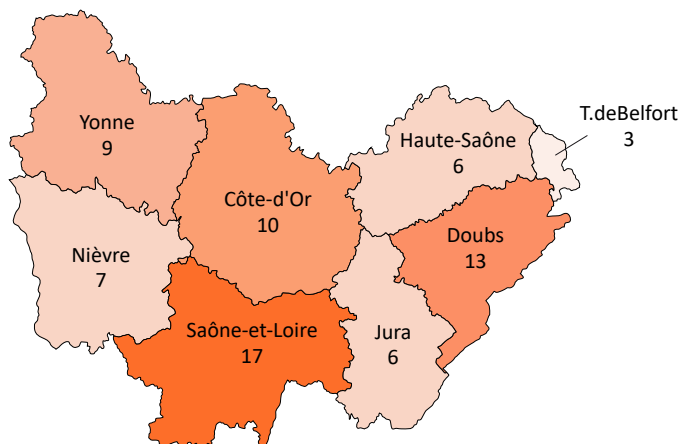 T.deBelfort
3
Yonne
9
Haute-Saône
6
Côte-d'Or
10
Doubs
13
Nièvre
7
Saône-et-Loire
17
Jura
6